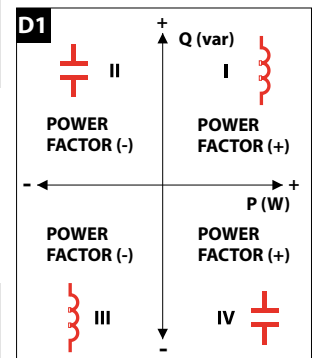 D1
+
Q (var)
II
I
POWER
FACTOR (-)
POWER
FACTOR (+)
-
+
P (W)
POWER
FACTOR (-)
POWER
FACTOR (+)
III
IV
-